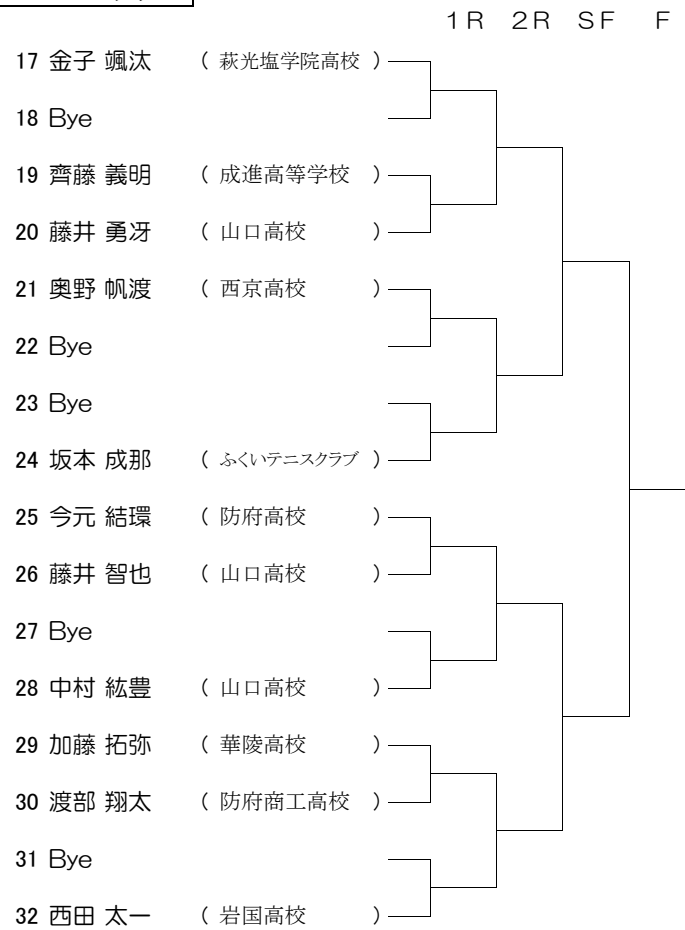 １Ｒ ２Ｒ ＳＦ Ｆ
17 金子 颯汰 （ 萩光塩学院高校 ）
18 Bye
19 齊藤 義明 （ 成進高等学校 ）
20 藤井 勇冴 （ 山口高校 ）
21 奥野 帆渡 （ 西京高校 ）
22 Bye
23 Bye
24 坂本 成那 （ ふくいテニスクラブ ）
25 今元 結環 （ 防府高校 ）
26 藤井 智也 （ 山口高校 ）
27 Bye
28 中村 紘豊 （ 山口高校 ）
29 加藤 拓弥 （ 華陵高校 ）
30 渡部 翔太 （ 防府商工高校 ）
31 Bye
32 西田 太一 （ 岩国高校 ）